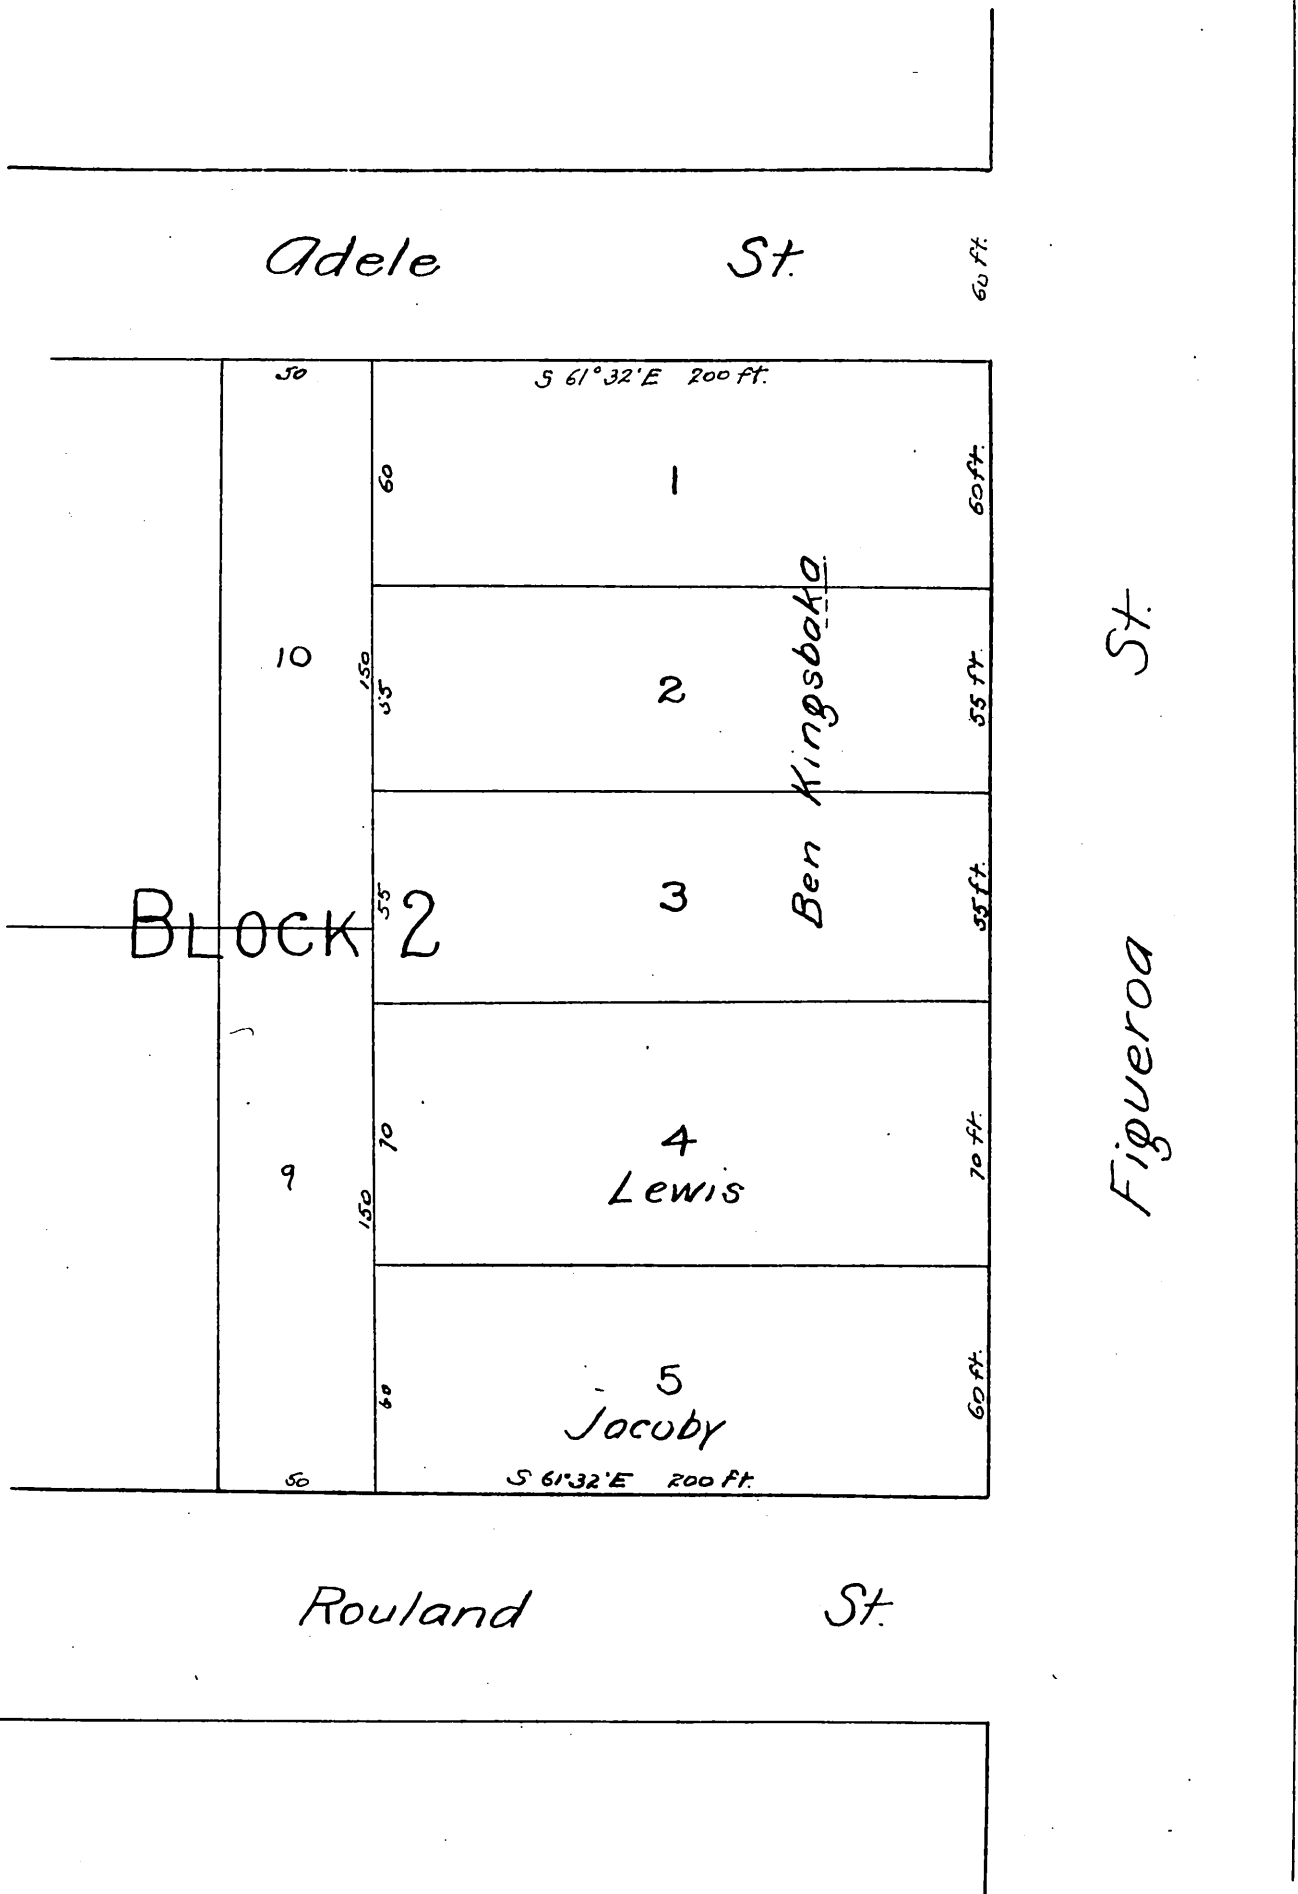 Adele St.
60 ft.
50
S 61°32'E 200 ft.
60
1
60 ft.
10
150
55
2
55 ft.
Ben Kingsbaka
St.
BLOCK 2
55
3
55 ft.
Figueroa
9
150
70
4
Lewis
70 ft.
60
5
Jacoby
60 ft.
50
S 61°32'E 200 ft.
Rouland St.